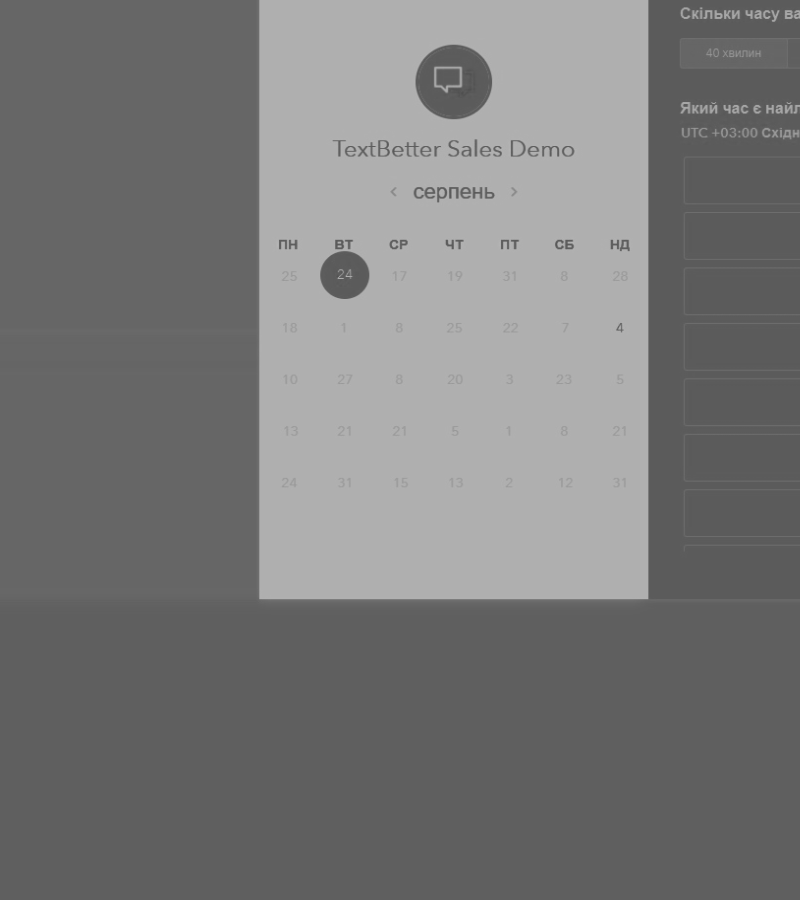 TextBetter Sales Demo
серпень
ПН ВТ СР ЧТ ПТ СБ НД
25 24 17 19 31 8 28
18 1 8 25 22 7 4
10 27 8 20 3 23 5
13 21 21 5 1 8 21
24 31 15 13 2 12 31
Скільки часу ва
40 хвилин
Який час є найл
UTC +03:00 Східн